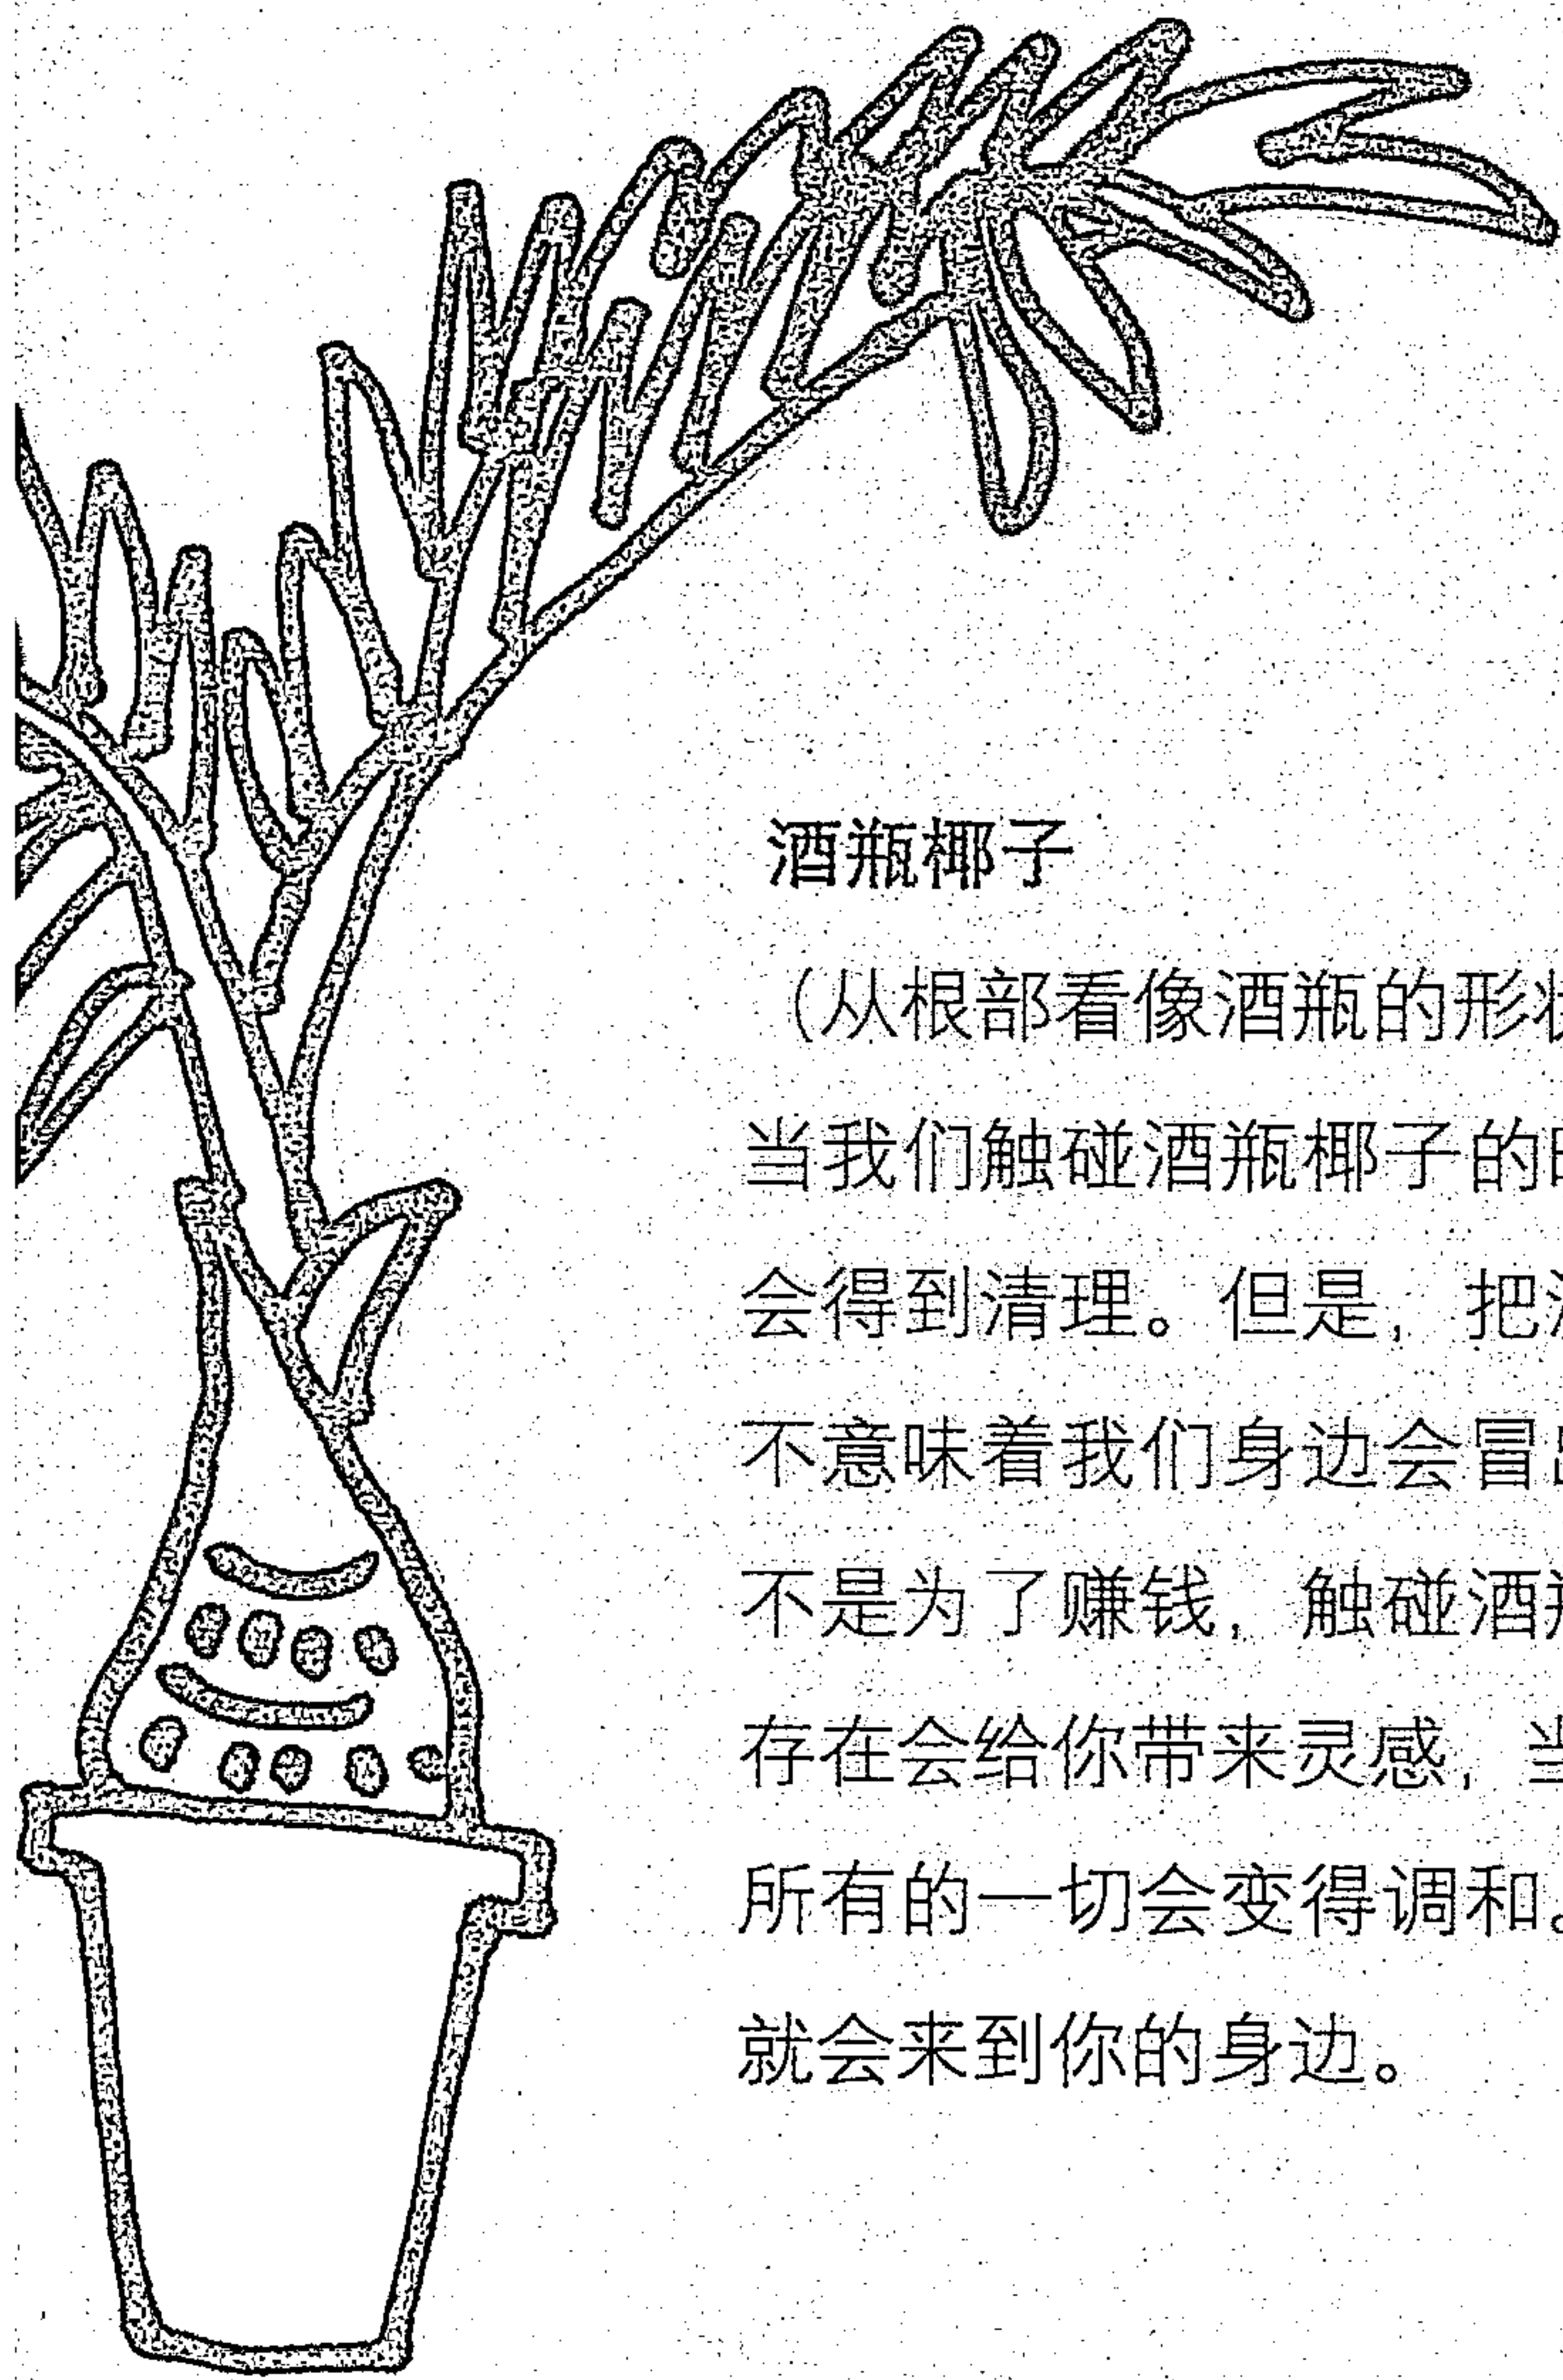 酒瓶椰子
（从根部看像酒瓶的形
当我们触碰酒瓶椰子的
会得到清理。但是，把
不意味着我们身边会冒
不是为了赚钱，触碰酒
存在会给你带来灵感，
所有的一切会变得调和。
就会来到你的身边。